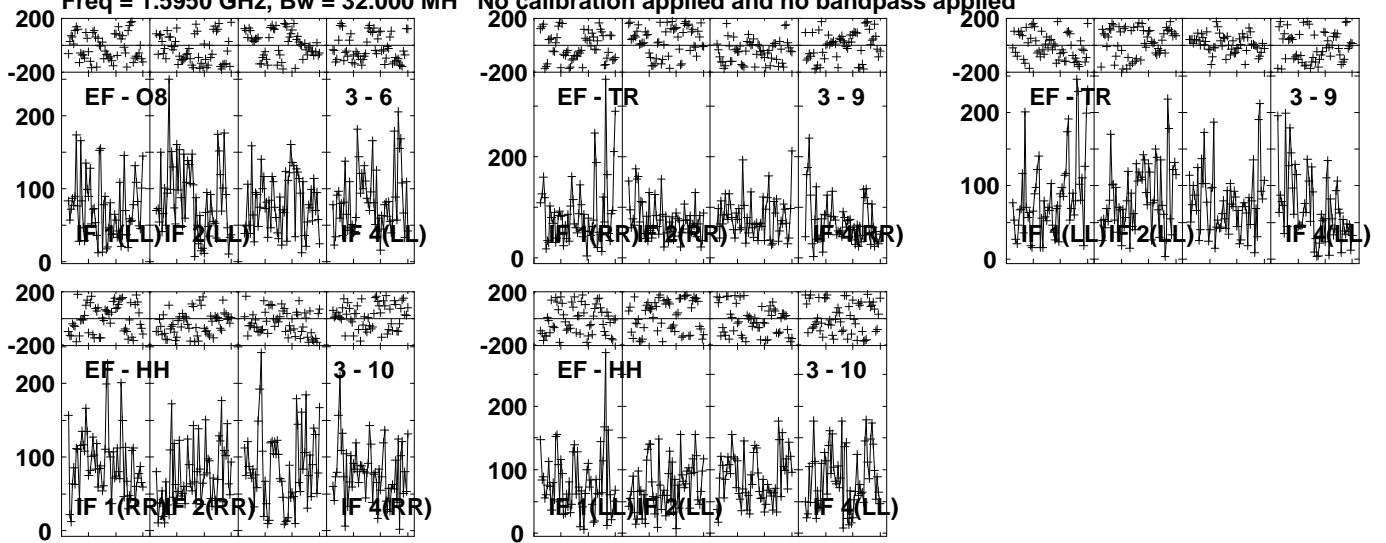 Freq = 1.5950 GHz, Bw = 32.000 MH No calibration applied and no bandpass applied
200
-200
200
100
0
EF - O8
3 - 6
IF 1(LL)
IF 2(LL)
IF 4(LL)
200
-200
200
0
EF - TR
3 - 9
IF 1(RR)
IF 2(RR)
IF 4(RR)
200
-200
200
100
0
EF - TR
3 - 9
IF 1(LL)
IF 2(LL)
IF 4(LL)
200
-200
200
100
0
EF - HH
3 - 10
IF 1(RR)
IF 2(RR)
IF 4(RR)
200
-200
200
100
0
EF - HH
3 - 10
IF 1(LL)
IF 2(LL)
IF 4(LL)